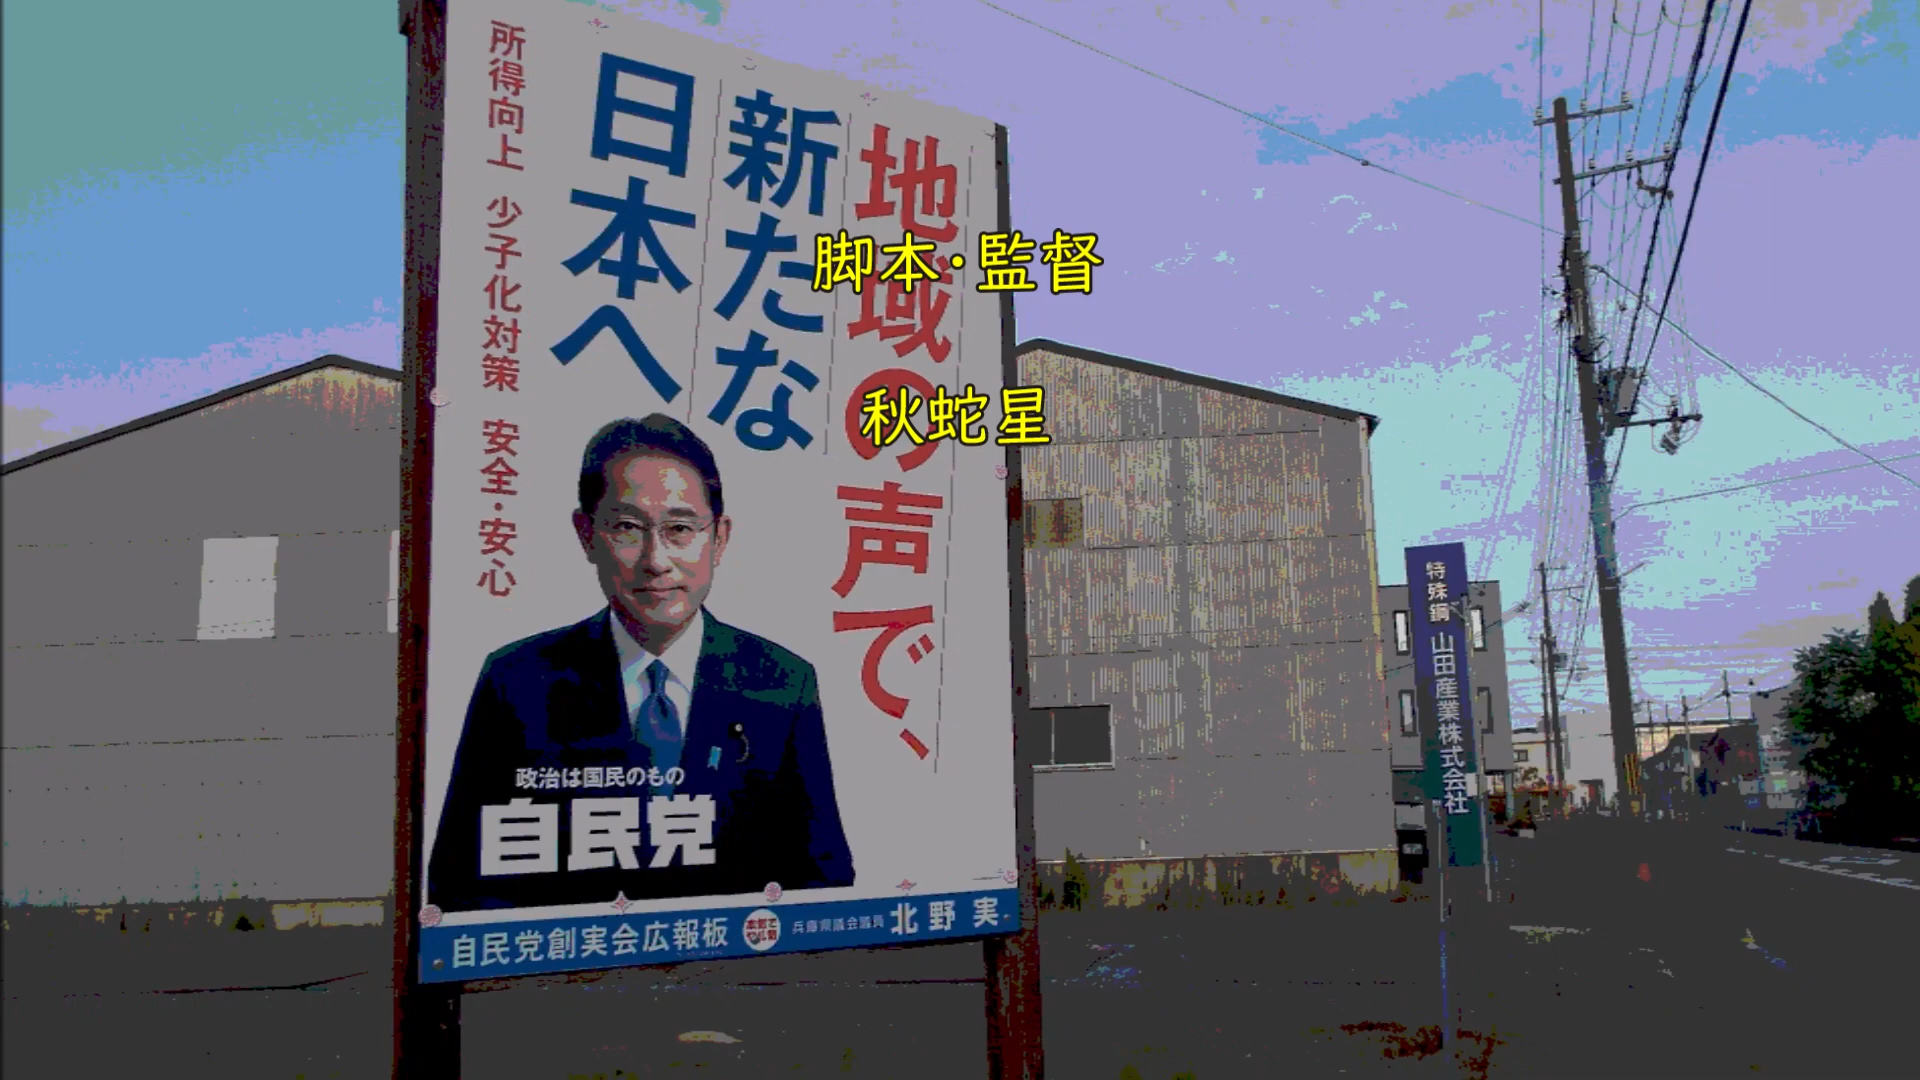 脚本・監督
秋蛇星
地域の声で、
新たな
日本へ
所得向上 少子化対策 安全・安心
政治は国民のもの
自民党
自民党創実会広報板
兵庫県議会議員 北野実
特殊鋼 山田産業株式会社